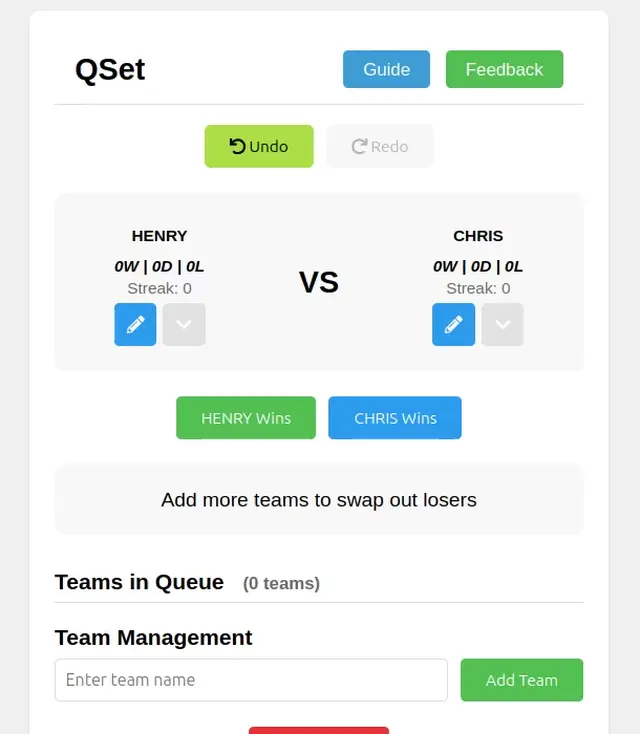 QSet
Guide
Feedback
Undo
Redo
HENRY
0W | 0D | 0L
Streak: 0
VS
CHRIS
0W | 0D | 0L
Streak: 0
HENRY Wins
CHRIS Wins
Add more teams to swap out losers
Teams in Queue (0 teams)
Team Management
Enter team name
Add Team